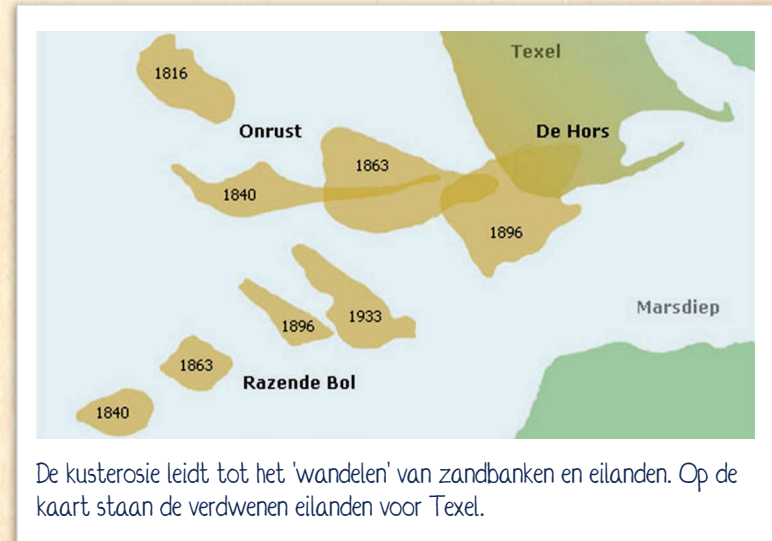 Texel
1816
Onrust
De Hors
1863
1840
1896
Marsdiep
1896
1933
1863
Razende Bol
1840
De kusterosie leidt tot het 'wandelen' van zandbanken en eilanden. Op de
kaart staan de verdwenen eilanden voor Texel.